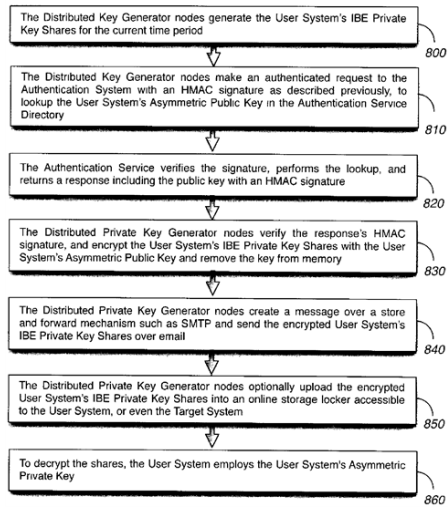 The Distributed Key Generator nodes generate the User System's IBE Private
Key Shares for the current time period
800
The Distributed Key Generator nodes make an authenticated request to the
Authentication System with an HMAC signature as described previously, to
lookup the User System's Asymmetric Public Key in the Authentication Service
Directory
810
The Authentication Service verifies the signature, performs the lookup, and
returns a response including the public key with an HMAC signature
820
The Distributed Private Key Generator nodes verify the response's HMAC
signature, and encrypt the User System's IBE Private Key Shares with the User
System's Asymmetric Public Key and remove the key from memory
830
The Distributed Private Key Generator nodes create a message over a store
and forward mechanism such as SMTP and send the encrypted User System's
IBE Private Key Shares over email
840
The Distributed Private Key Generator nodes optionally upload the encrypted
User System's IBE Private Key Shares into an online storage locker accessible
to the User System, or even the Target System
850
To decrypt the shares, the User System employs the User System's Asymmetric
Private Key
860